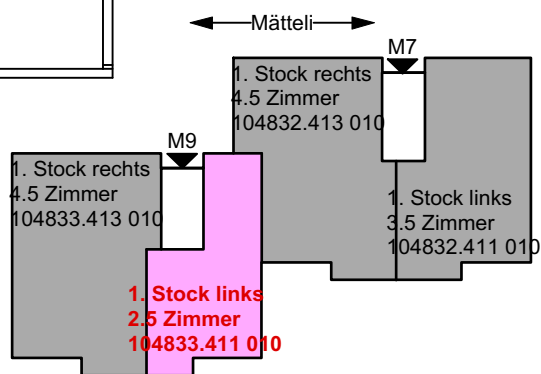 Mätteli
M7
1. Stock rechts
4.5 Zimmer
104832.413 010
M9
1. Stock rechts
4.5 Zimmer
104833.413 010
1. Stock links
3.5 Zimmer
104832.411 010
1. Stock links
2.5 Zimmer
104833.411 010